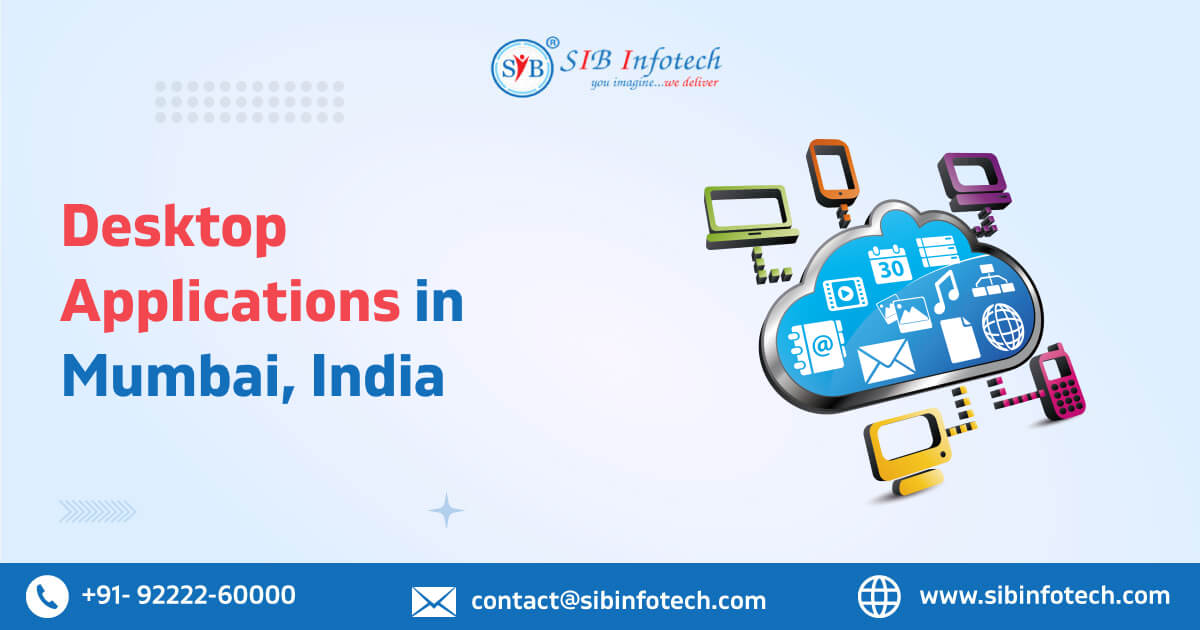 SYB
®
SIB Infotech
you imagine...we deliver
Desktop
Applications in
Mumbai, India
30
@
+91- 92222-60000
contact@sibinfotech.com
www.sibinfotech.com